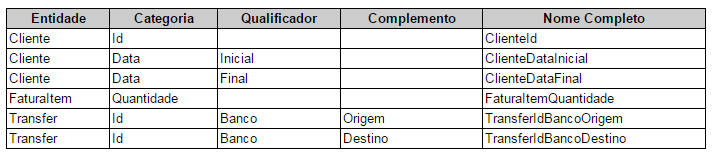 Entidade Categoria Qualificador Complemento Nome Completo
Cliente Id ClienteId
Cliente Data Inicial ClienteDataInicial
Cliente Data Final ClienteDataFinal
FaturaItem Quantidade FaturaItemQuantidade
Transfer Id Banco Origem TransferIdBancoOrigem
Transfer Id Banco Destino TransferIdBancoDestino